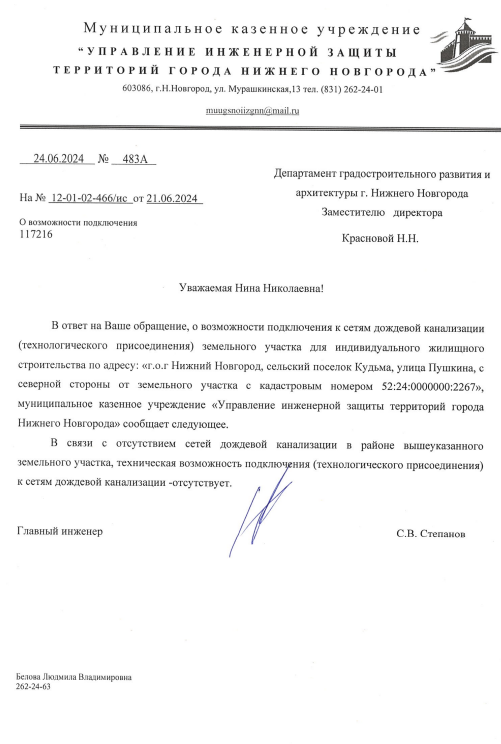 Муниципальное казенное учреждение
“УПРАВЛЕНИЕ ИНЖЕНЕРНОЙ ЗАЩИТЫ
ТЕРРИТОРИЙ ГОРОДА НИЖНЕГО НОВГОРОДА”
603086, г.Н.Новгород, ул. Мурашкинская,13 тел. (831) 262-24-01
muugsnoiizgnn@mail.ru
24.06.2024 № 483А
Департамент градостроительного развития и
архитектуры г. Нижнего Новгорода
Заместителю директора
Красновой Н.Н.
На № 12-01-02-466/ис от 21.06.2024
О возможности подключения
117216
Уважаемая Нина Николаевна!
В ответ на Ваше обращение, о возможности подключения к сетям дождевой канализации
(технологического присоединения) земельного участка для индивидуального жилищного
строительства по адресу: «г.о.г Нижний Новгород, сельский поселок Кудьма, улица Пушкина, с
северной стороны от земельного участка с кадастровым номером 52:24:0000000:2267»,
муниципальное казенное учреждение «Управление инженерной защиты территорий города
Нижнего Новгорода» сообщает следующее.
В связи с отсутствием сетей дождевой канализации в районе вышеуказанного
земельного участка, техническая возможность подключения (технологического присоединения)
к сетям дождевой канализации -отсутствует.
Главный инженер
С.В. Степанов
Белова Людмила Владимировна
262-24-63